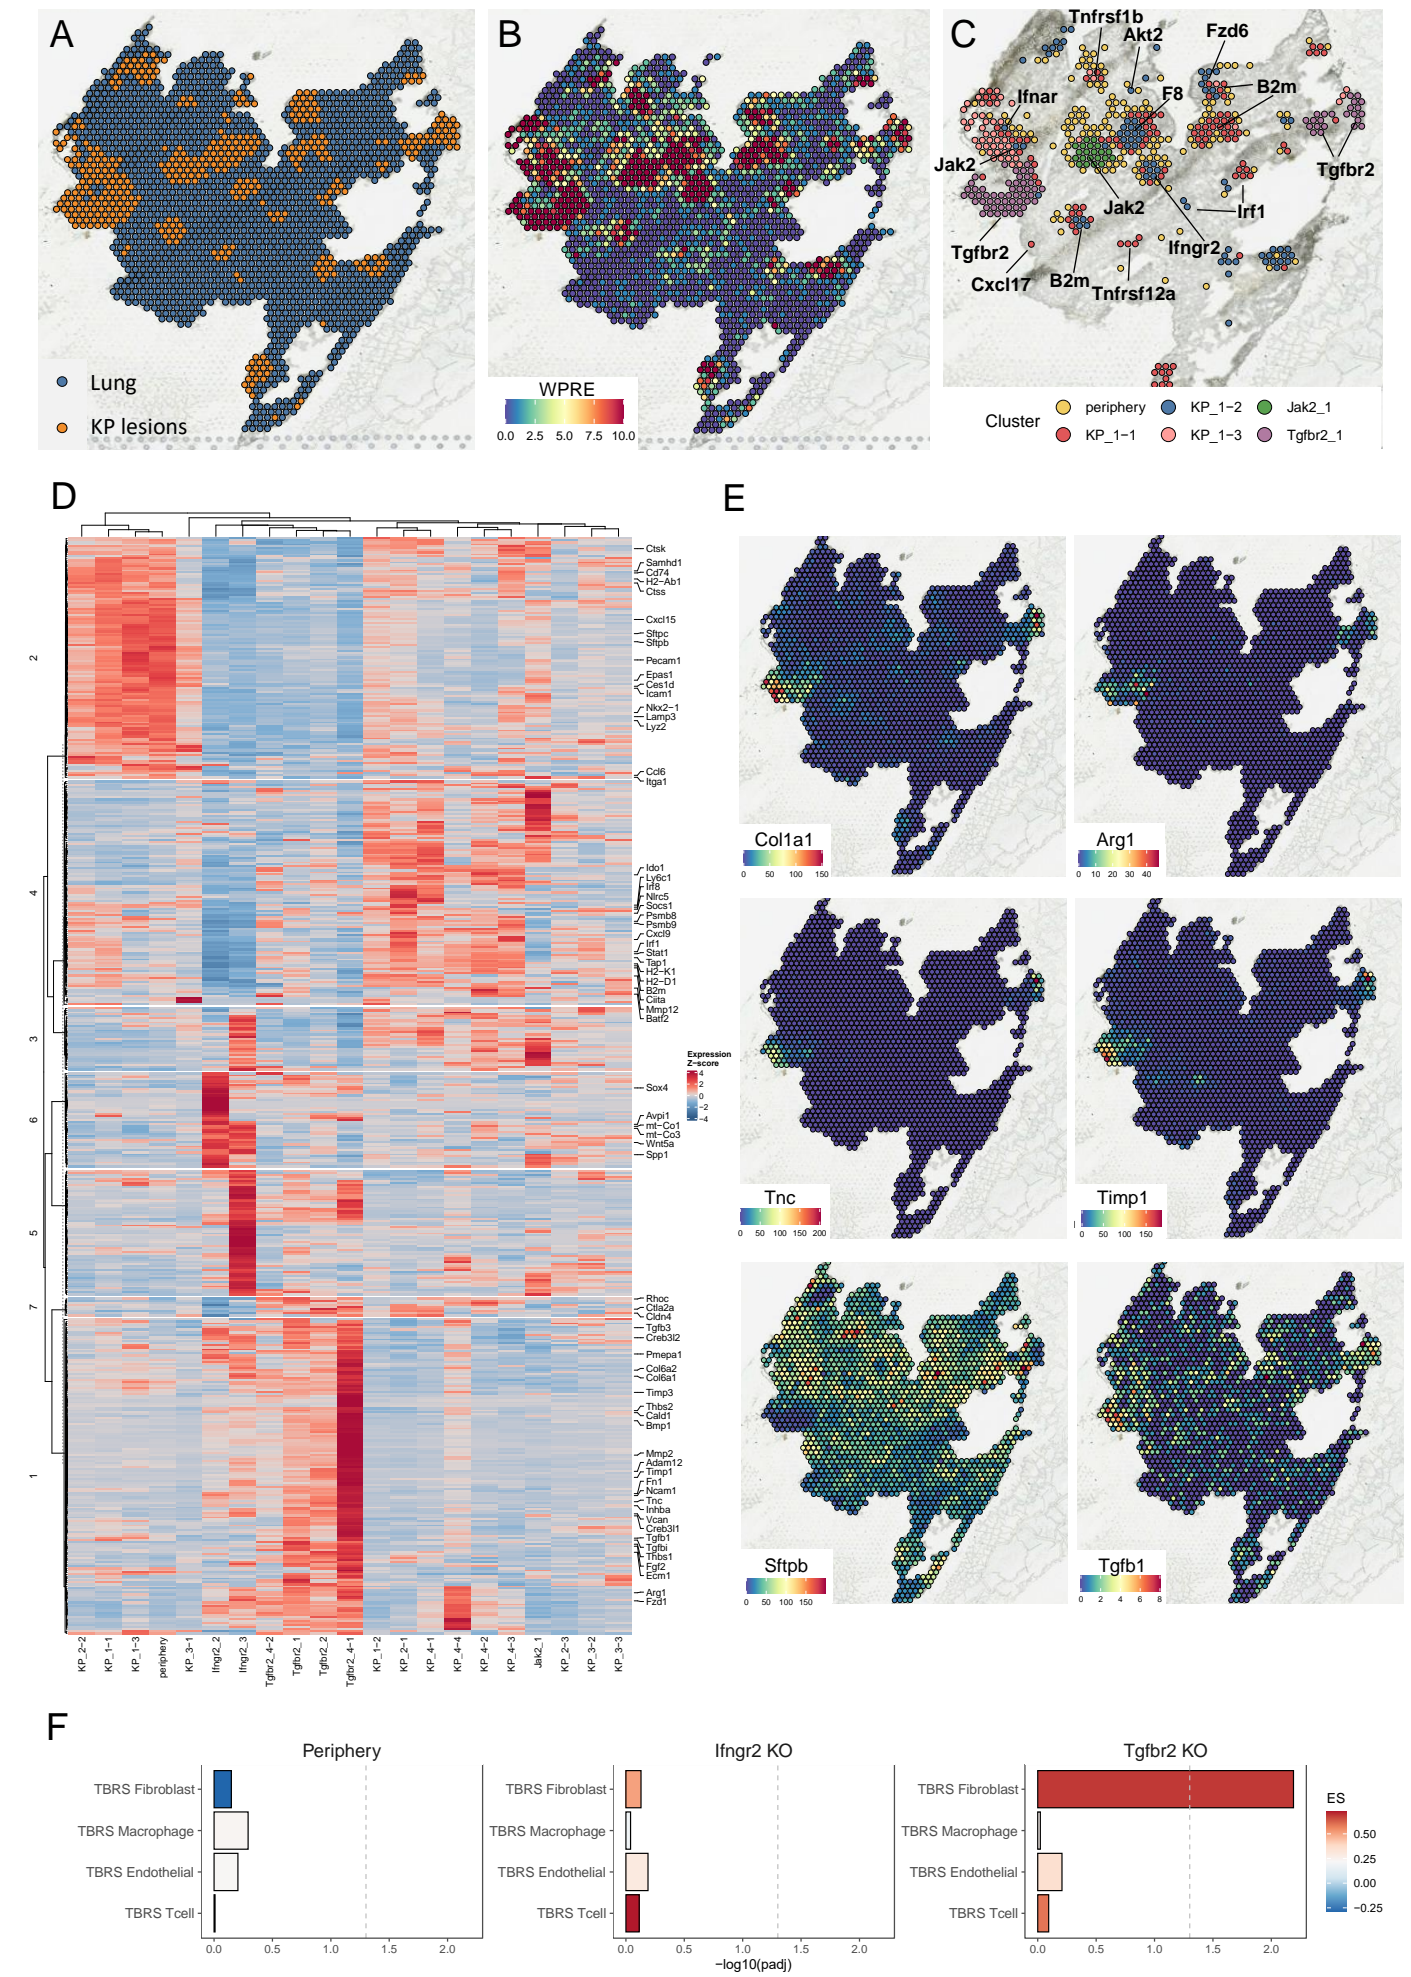 A
Lung
KP lesions
B
WPRE
0.0 2.5 5.0 7.5 10.0
C
Tnfrsf1b
Akt2
Fzd6
Ifnar
F8
B2m
Jak2
Tgfbr2
Jak2
Irf1
Tgfbr2
Ifngr2
Cxcl17
B2m
Tnfrsf12a
Cluster
periphery KP_1−2 Jak2_1
KP_1−1 KP_1−3 Tgfbr2_1
D
2
4
3
6
5
7
1
Ctsk
Samhd1
Cd74
H2−Ab1
Ctss
Cxcl15
Sftpc
Sftpb
Pecam1
Epas1
Ces1d
Icam1
Nkx2−1
Lamp3
Lyz2
Ccl6
Itga1
Ido1
Ly6c1
Irf8
Nlrc5
Socs1
Psmb8
Psmb9
Cxcl9
Irf1
Stat1
Tap1
H2−K1
H2−D1
B2m
Ciita
Mmp12
Batf2
Sox4
Avpi1
mt−Co1
mt−Co3
Wnt5a
Spp1
Rhoc
Ctla2a
Cldn4
Tgfb3
Creb3l2
Pmepa1
Col6a2
Col6a1
Timp3
Thbs2
Cald1
Bmp1
Mmp2
Adam12
Timp1
Fn1
Ncam1
Tnc
Inhba
Vcan
Creb3l1
Tgfb1
Tgfbi
Thbs1
Fgf2
Ecm1
Arg1
Fzd1
Expression
Z−score
4
2
0
−2
−4
KP_2−2
KP_1−1
KP_1−3
periphery
KP_3−1
Ifngr2_2
Ifngr2_3
Tgfbr2_4−2
Tgfbr2_1
Tgfbr2_2
Tgfbr2_4−1
KP_1−2
KP_2−1
KP_4−1
KP_4−4
KP_4−2
KP_4−3
Jak2_1
KP_2−3
KP_3−2
KP_3−3
E
Col1a1
0 50 100 150
Arg1
0 10 20 30 40
Tnc
0 50 100 150 200
Timp1
0 50 100 150
Sftpb
0 50 100 150
Tgfb1
0 2 4 6 8
F
Periphery
TBRS Fibroblast
TBRS Macrophage
TBRS Endothelial
TBRS Tcell
0.0 0.5 1.0 1.5 2.0
Ifngr2 KO
TBRS Fibroblast
TBRS Macrophage
TBRS Endothelial
TBRS Tcell
0.0 0.5 1.0 1.5 2.0
−log10(padj)
Tgfbr2 KO
TBRS Fibroblast
TBRS Macrophage
TBRS Endothelial
TBRS Tcell
0.0 0.5 1.0 1.5 2.0
ES
0.50
0.25
0.00
−0.25